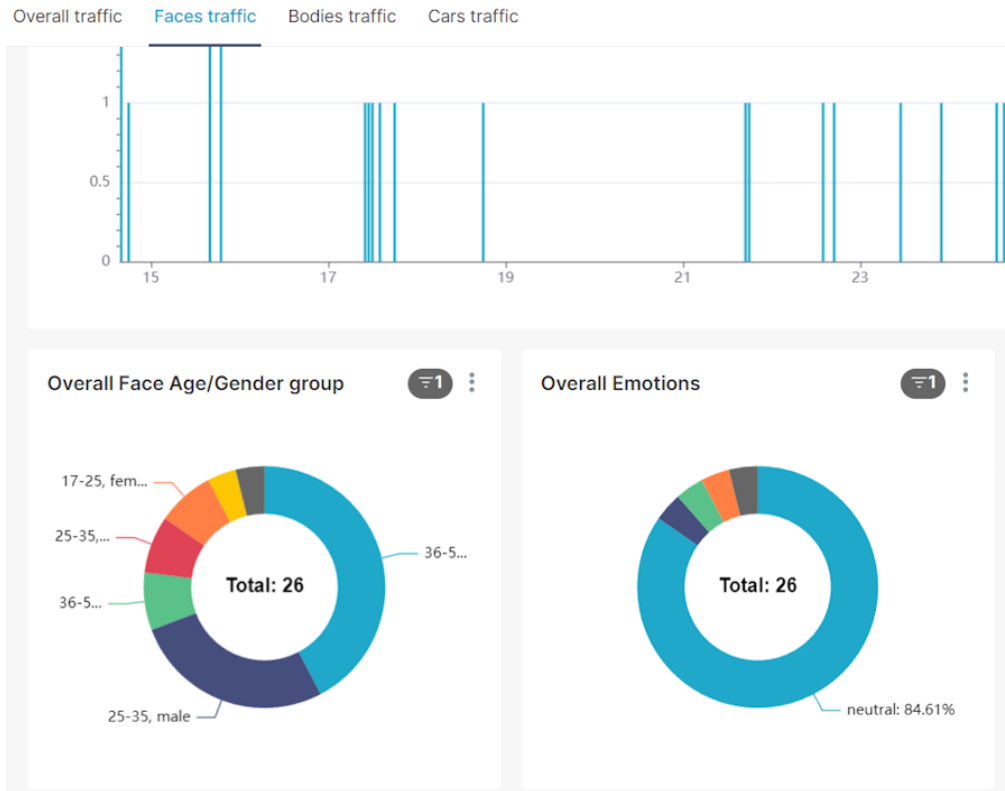 Overall traffic Faces traffic Bodies traffic Cars traffic
1
0.5
0
15 17 19 21 23
Overall Face Age/Gender group 1
17-25, fem...
25-35,...
36-5...
36-5...
Total: 26
25-35, male
Overall Emotions 1
Total: 26
neutral: 84.61%